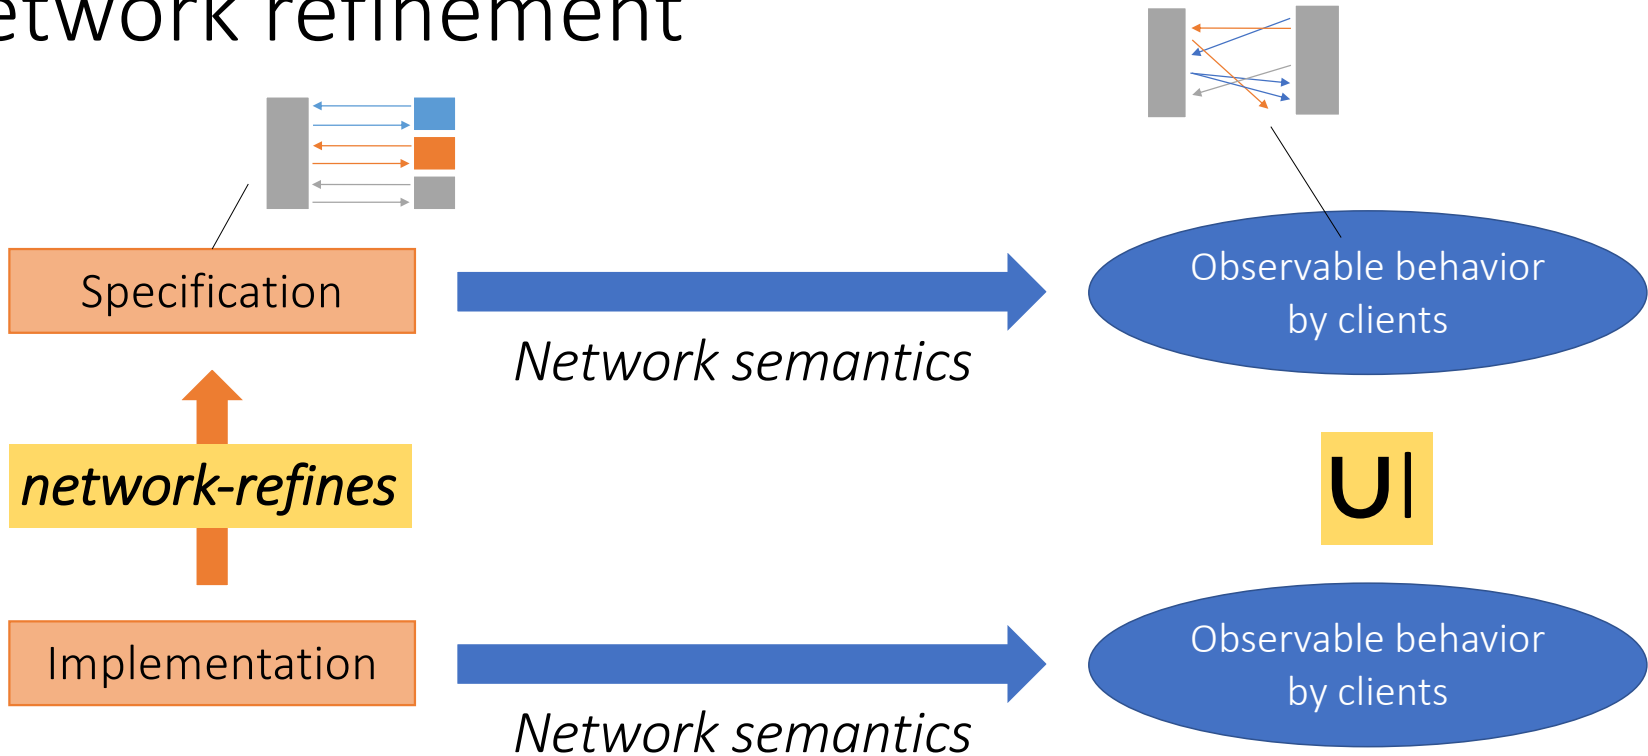 etwork refinement
Specification
Network semantics
Observable behavior
by clients
network-refines
U|
Implementation
Network semantics
Observable behavior
by clients